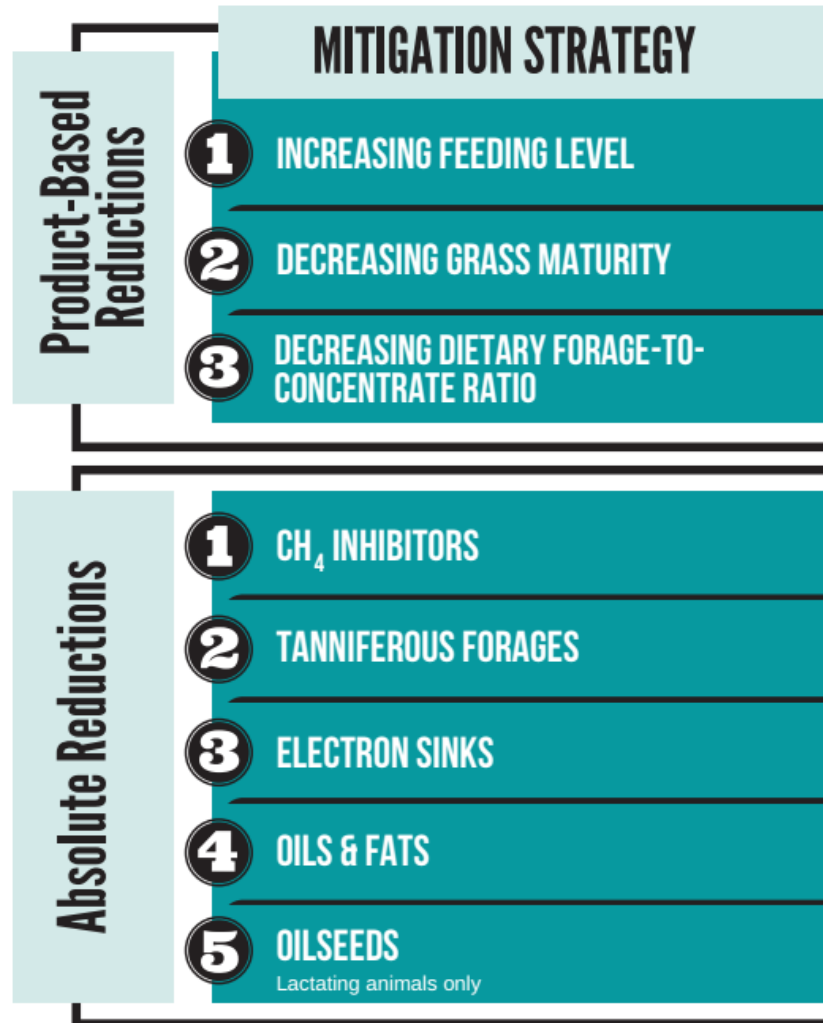 MITIGATION STRATEGY
Product-Based
Reductions
1 INCREASING FEEDING LEVEL
2 DECREASING GRASS MATURITY
3 DECREASING DIETARY FORAGE-TO-
CONCENTRATE RATIO
Absolute Reductions
1 CH₄ INHIBITORS
2 TANNIFEROUS FORAGES
3 ELECTRON SINKS
4 OILS & FATS
5 OILSEEDS
Lactating animals only